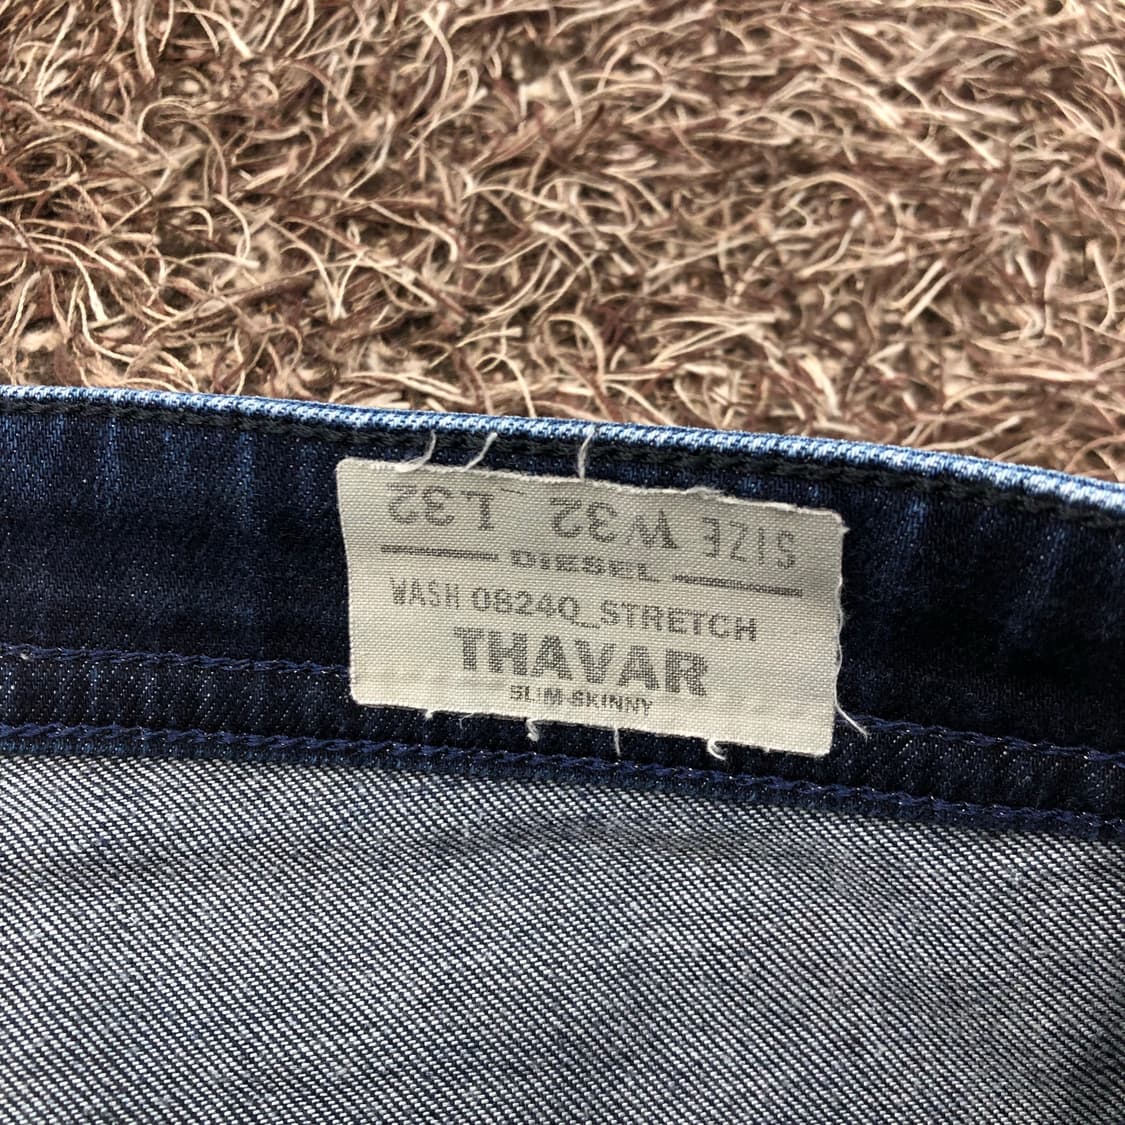 SIZE W32 L32
DIESEL
WASH 0824Q_STRETCH
THAVAR
SLIM-SKINNY